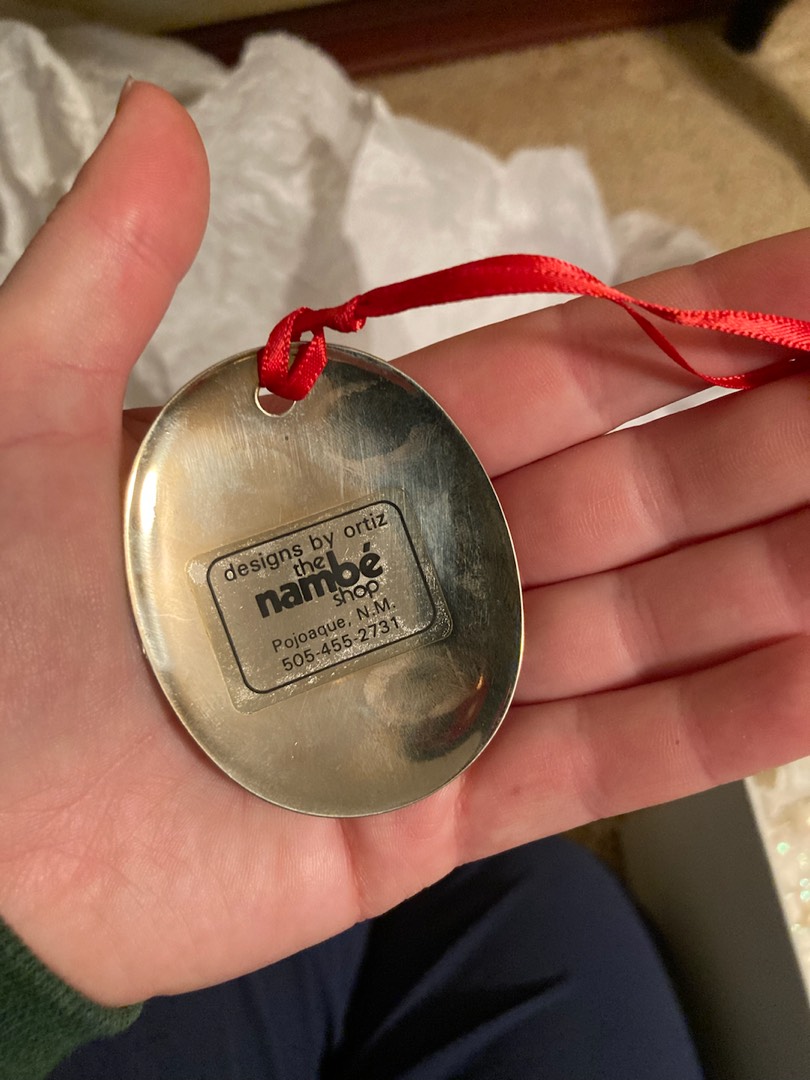 designs by ortiz
the
nambé
shop
Pojoaque, N.M.
505-455-2731